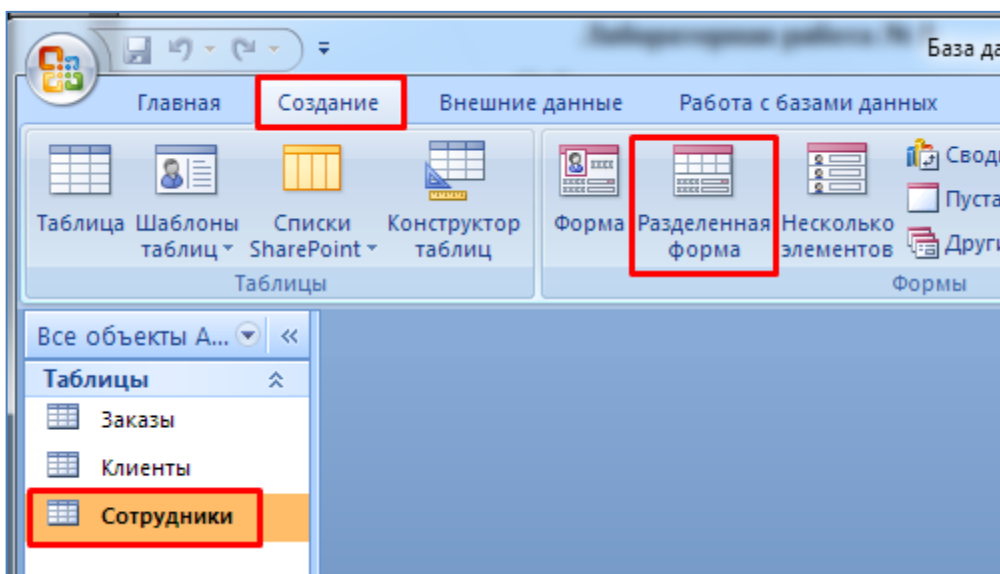 База да
Главная Создание Внешние данные Работа с базами данных
Таблица Шаблоны таблиц Списки SharePoint Конструктор таблиц
Форма Разделенная форма Несколько элементов
Сводн
Пуста
Други
Таблицы
Формы
Все объекты A...
Таблицы
Заказы
Клиенты
Сотрудники